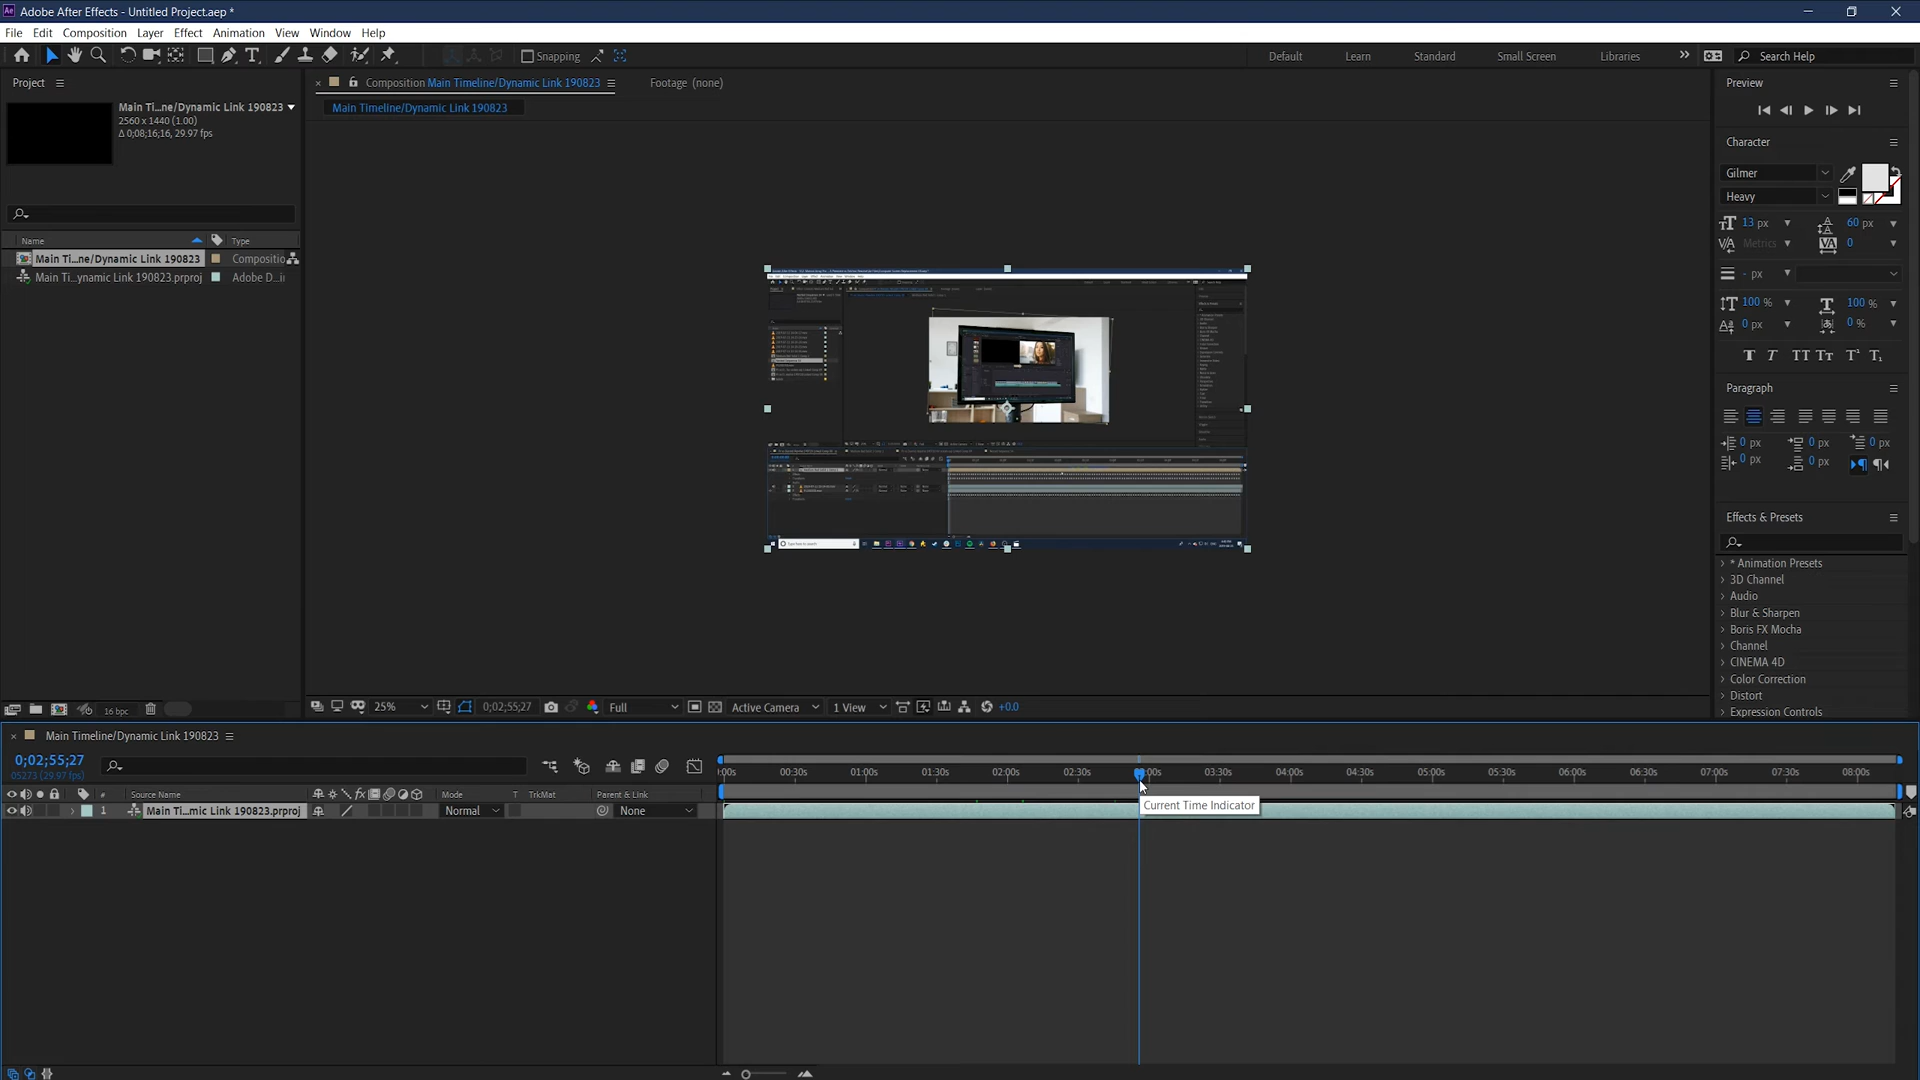 Adobe After Effects - Untitled Project.aep *
File Edit Composition Layer Effect Animation View Window Help
Snapping
Default Learn Standard Small Screen Libraries
Search Help
Project
Main Ti...ne/Dynamic Link 190823
2560 x 1440 (1.00)
Δ 0;08;16;16, 29.97 fps
Name Type
Main Ti...ne/Dynamic Link 190823 Compositio
Main Ti...ynamic Link 190823.prproj Adobe D...in
16 bpc
Composition Main Timeline/Dynamic Link 190823
Footage (none)
Main Timeline/Dynamic Link 190823
25% 0;02;55;27 Full Active Camera 1 View +0.0
Preview
Character
Gilmer
Heavy
13 px 60 px
Metrics 0
- px
100 % 100 %
0 px 0 %
Paragraph
0 px 0 px 0 px
0 px 0 px
Effects & Presets
* Animation Presets
3D Channel
Audio
Blur & Sharpen
Boris FX Mocha
Channel
CINEMA 4D
Color Correction
Distort
Expression Controls
Main Timeline/Dynamic Link 190823
0;02;55;27
05273 (29.97 fps)
:00s 00:30s 01:00s 01:30s 02:00s 02:30s :00s 03:30s 04:00s 04:30s 05:00s 05:30s 06:00s 06:30s 07:00s 07:30s 08:00s
# Source Name Mode T TrkMat Parent & Link
1 Main Ti...mic Link 190823.prproj Normal None
Current Time Indicator